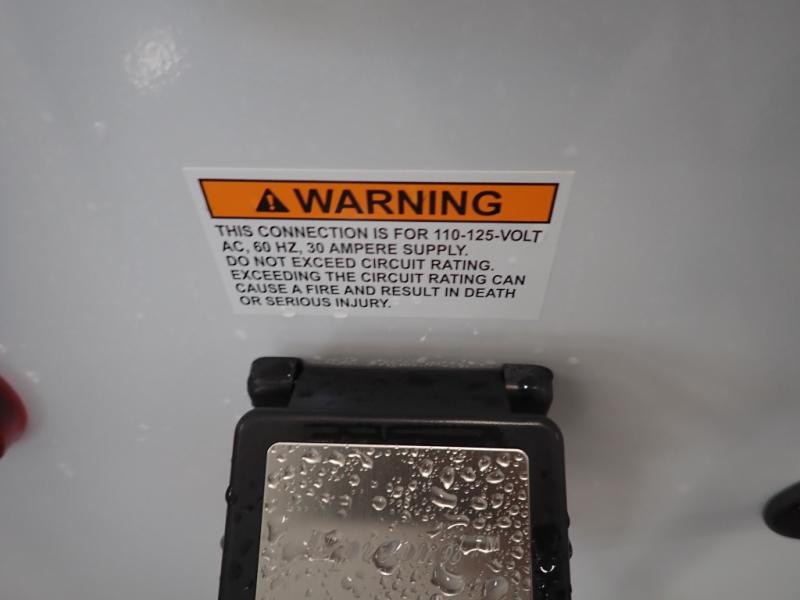 WARNING
THIS CONNECTION IS FOR 110-125-VOLT
AC, 60 HZ, 30 AMPERE SUPPLY.
DO NOT EXCEED CIRCUIT RATING.
EXCEEDING THE CIRCUIT RATING CAN
CAUSE A FIRE AND RESULT IN DEATH
OR SERIOUS INJURY.